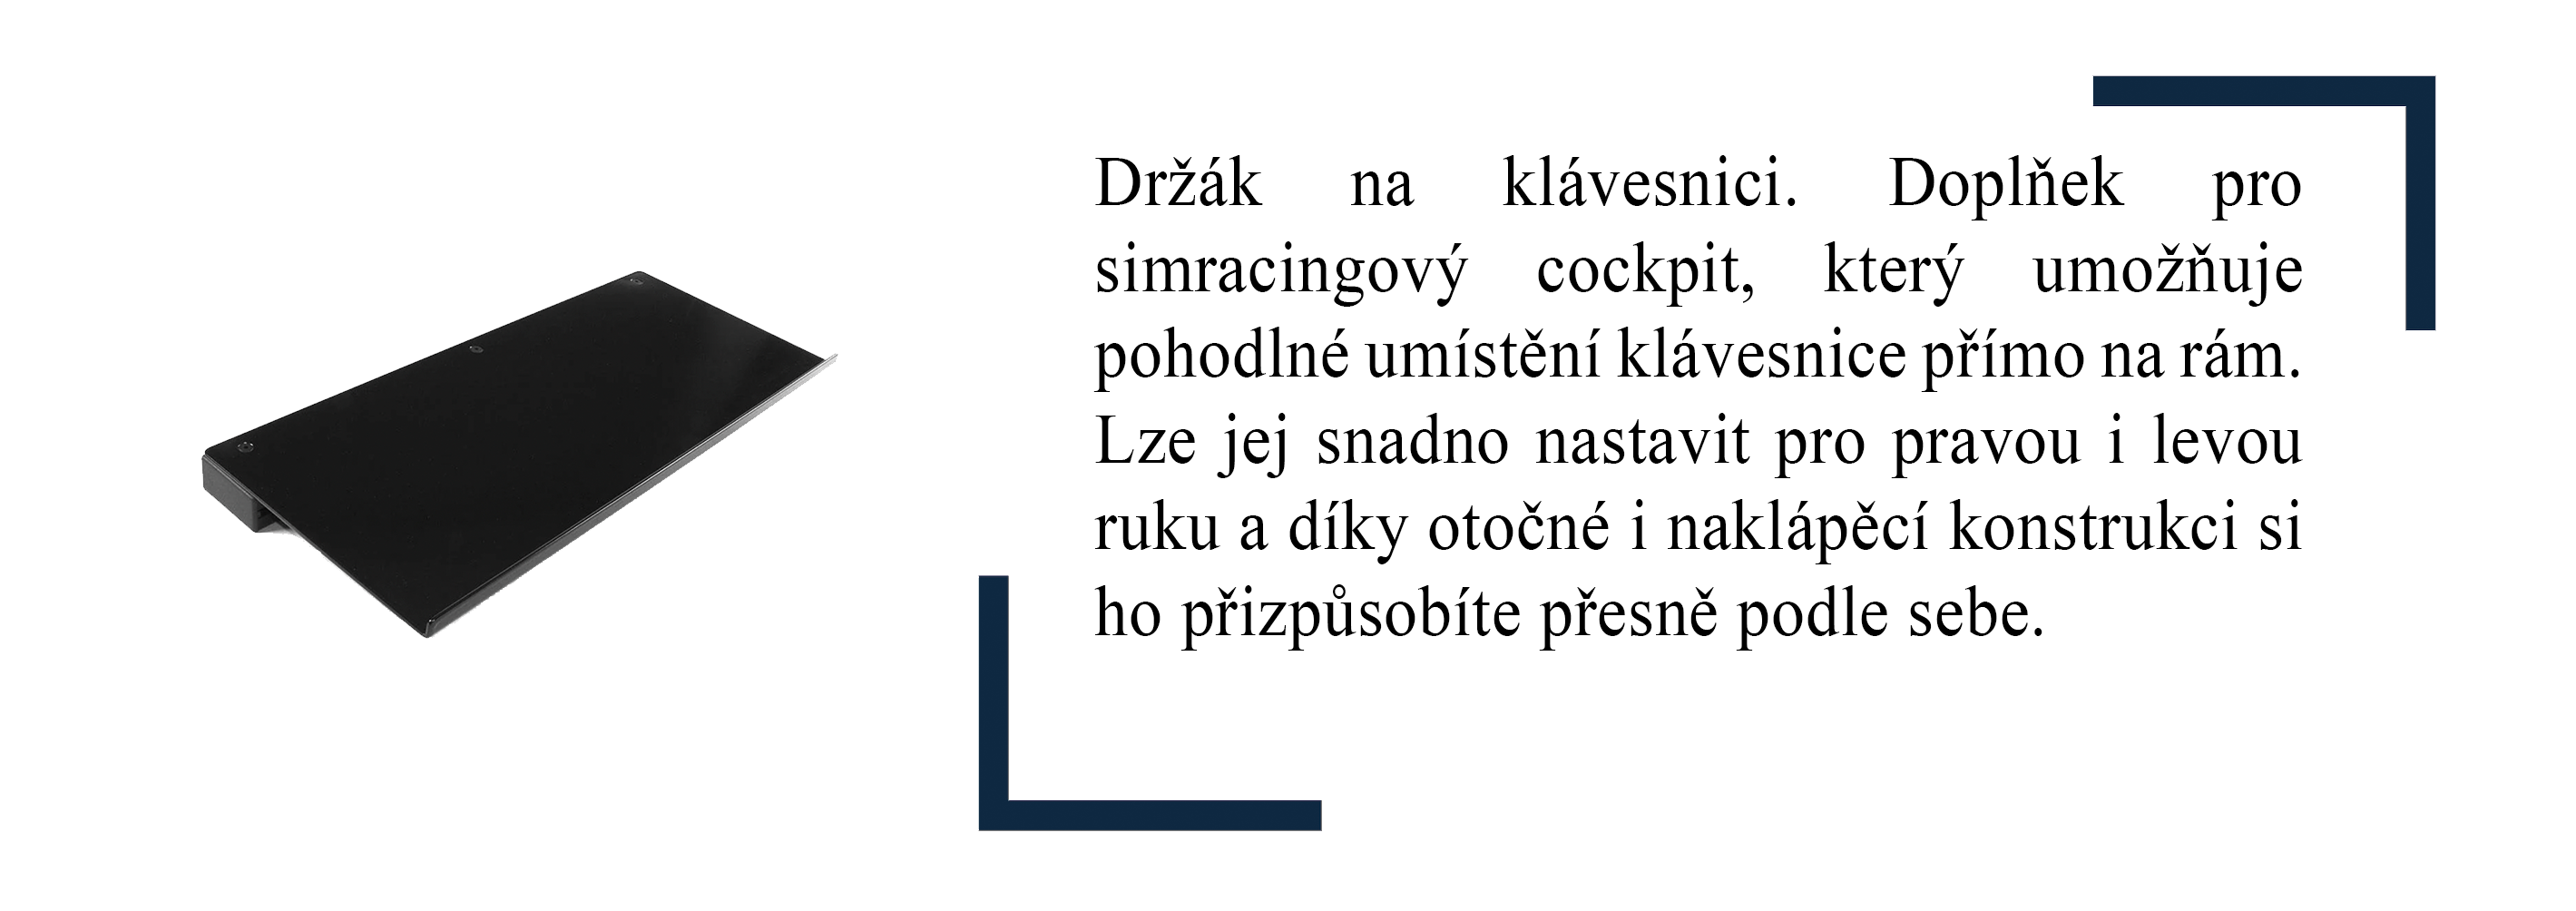 Držák na klávesnici. Doplněk pro
simracingový cockpit, který umožňuje
pohodlné umístění klávesnice přímo na rám.
Lze jej snadno nastavit pro pravou i levou
ruku a díky otočné i naklápěcí konstrukci si
ho přizpůsobíte přesně podle sebe.